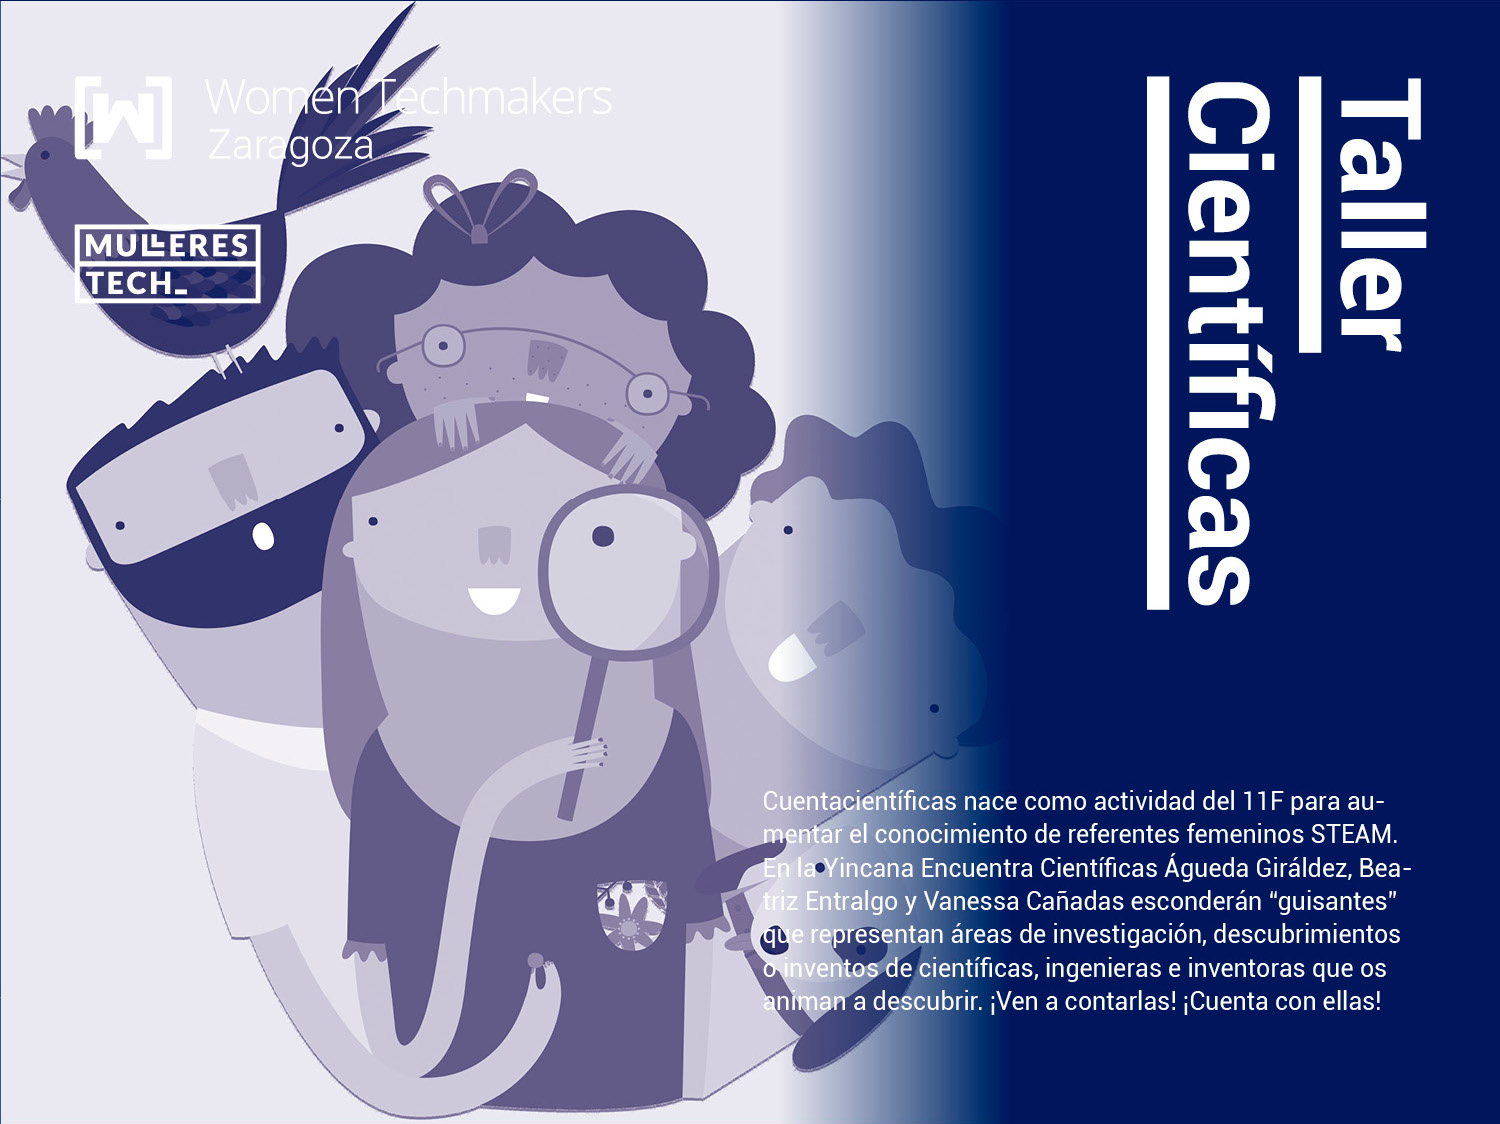 Women Techmakers
Zaragoza
MULLERES
TECH_
Taller
Científicas
Cuentacientíficas nace como actividad del 11F para au-
mentar el conocimiento de referentes femeninos STEAM.
En la Yincana Encuentra Científicas Águeda Giráldez, Bea-
triz Entralgo y Vanessa Cañadas esconderán “guisantes”
que representan áreas de investigación, descubrimientos
o inventos de científicas, ingenieras e inventoras que os
animan a descubrir. ¡Ven a contarlas! ¡Cuenta con ellas!